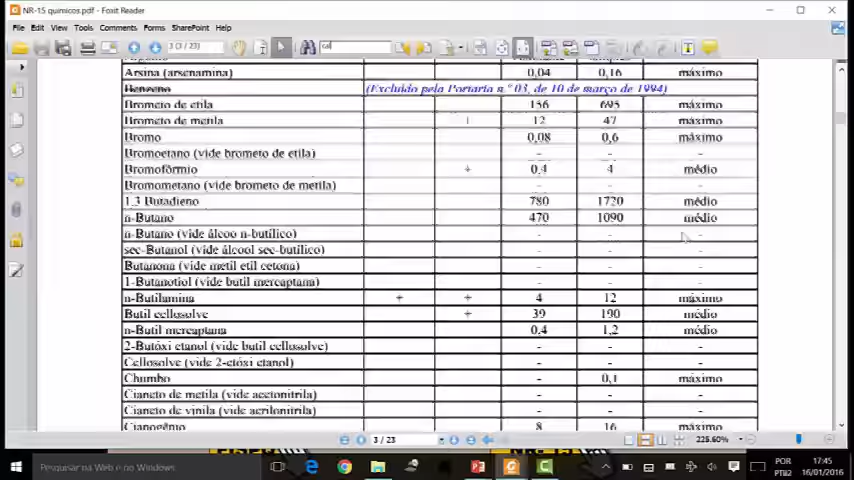 NR-15 quimicos.pdf - Foxit Reader
File Edit View Tools Comments Forms SharePoint Help
3 (3 / 23) cal
Arsina (arsenamina) 0,04 0,16 máximo
Benzeno (Excluído pela Portaria n.º 03, de 10 de março de 1994)
Brometo de etila 156 695 máximo
Brometo de metila + 12 47 máximo
Bromo 0,08 0,6 máximo
Bromoetano (vide brometo de etila) - - -
Bromofórmio + 0,4 4 médio
Bromometano (vide brometo de metila) - - -
1,3 Butadieno 780 1720 médio
n-Butano 470 1090 médio
n-Butano (vide álcoo n-butílico) - - -
sec-Butanol (vide álcool sec-butílico) - - -
Butanona (vide metil etil cetona) - - -
1-Butanotiol (vide butil mercaptana) - - -
n-Butilamina + + 4 12 máximo
Butil cellosolve + 39 190 médio
n-Butil mercaptana 0,4 1,2 médio
2-Butóxi etanol (vide butil cellosolve) - - -
Cellosolve (vide 2-etóxi etanol) - - -
Chumbo - 0,1 máximo
Cianeto de metila (vide acetonitrila) - - -
Cianeto de vinila (vide acrilonitrila) - - -
Cianogênio 8 16 máximo
3 / 23 225.60%
Pesquisar na Web e no Windows
POR 17:45
PTB2 16/01/2016